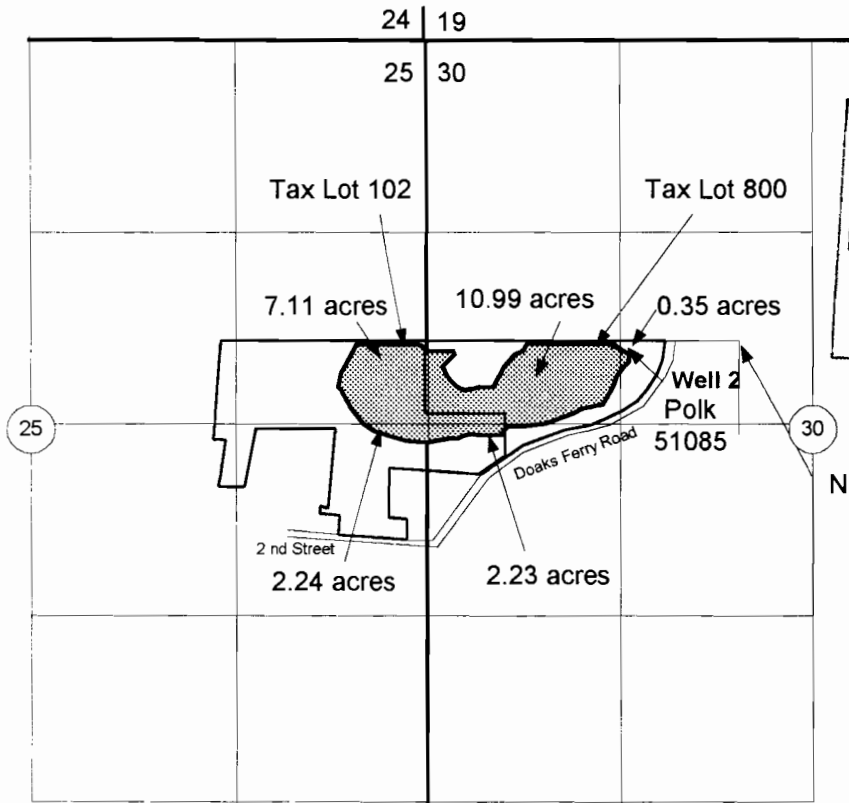 24 19
25 30
Tax Lot 102
Tax Lot 800
7.11 acres
10.99 acres
0.35 acres
Well 2
Polk
51085
25
30
Doaks Ferry Road
N
2 nd Street
2.24 acres
2.23 acres